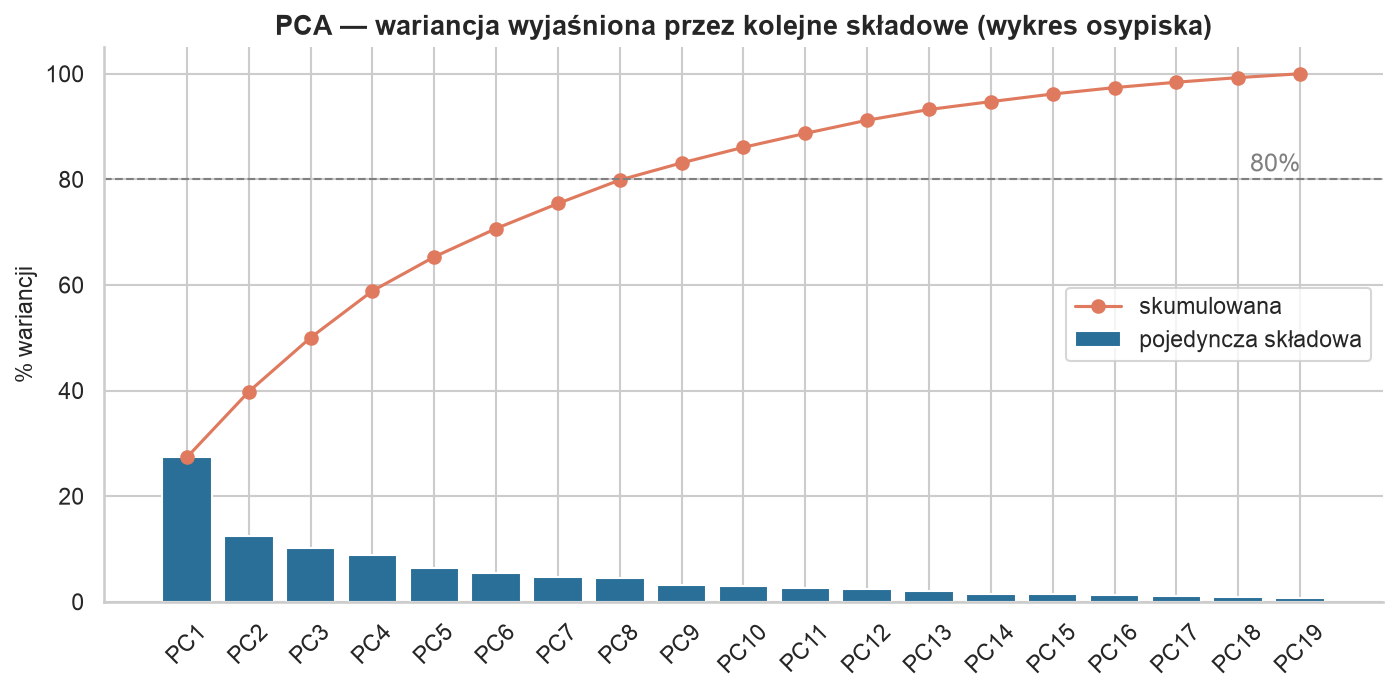 PCA — wariancja wyjaśniona przez kolejne składowe (wykres osypiska)
% wariancji
100
80
60
40
20
0
80%
skumulowana
pojedyncza składowa
PC1
PC2
PC3
PC4
PC5
PC6
PC7
PC8
PC9
PC10
PC11
PC12
PC13
PC14
PC15
PC16
PC17
PC18
PC19